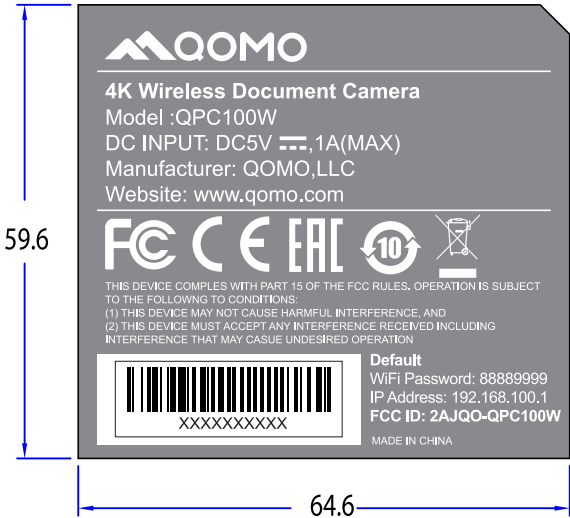 QOMO
4K Wireless Document Camera
Model :QPC100W
DC INPUT: DC5V ⎓,1A(MAX)
Manufacturer: QOMO,LLC
Website: www.qomo.com
FC CE EAC 10
THIS DEVICE COMPLES WITH PART 15 OF THE FCC RULES. OPERATION IS SUBJECT
TO THE FOLLOWNG TO CONDITIONS:
(1) THIS DEVICE MAY NOT CAUSE HARMFUL INTERFERENCE, AND
(2) THIS DEVICE MUST ACCEPT ANY INTERFERENCE RECEIVED INCLUDING
INTERFERENCE THAT MAY CASUE UNDESIRED OPERATION
XXXXXXXXXX
Default
WiFi Password: 88889999
IP Address: 192.168.100.1
FCC ID: 2AJQO-QPC100W
MADE IN CHINA
59.6
64.6